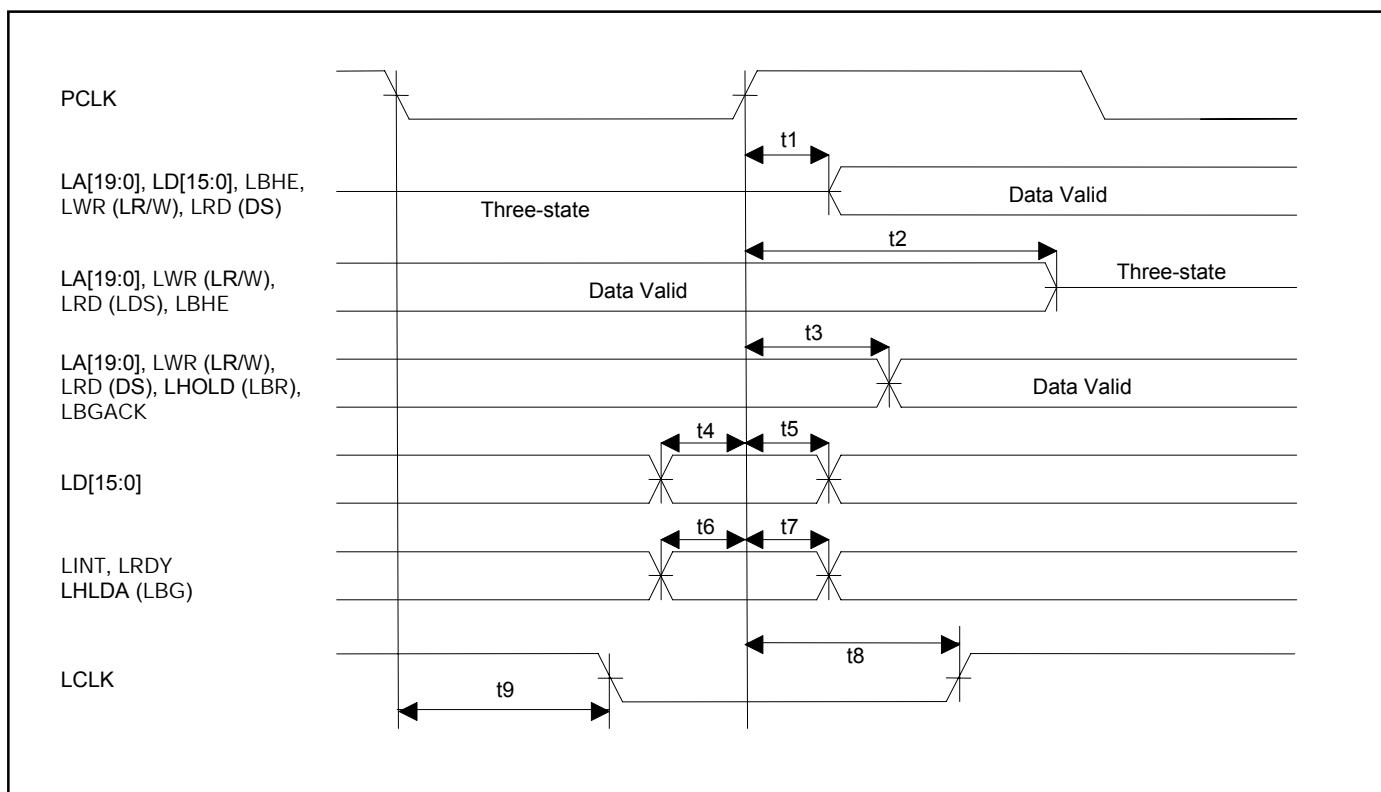 PCLK
t1
LA[19:0], LD[15:0], LBHE,
LWR (LR/W), LRD (DS)
Three-state
Data Valid
t2
LA[19:0], LWR (LR/W),
LRD (LDS), LBHE
Data Valid
Three-state
t3
LA[19:0], LWR (LR/W),
LRD (DS), LHOLD (LBR),
LBGACK
Data Valid
t4
t5
LD[15:0]
t6
t7
LINT, LRDY
LHLDA (LBG)
t8
LCLK
t9